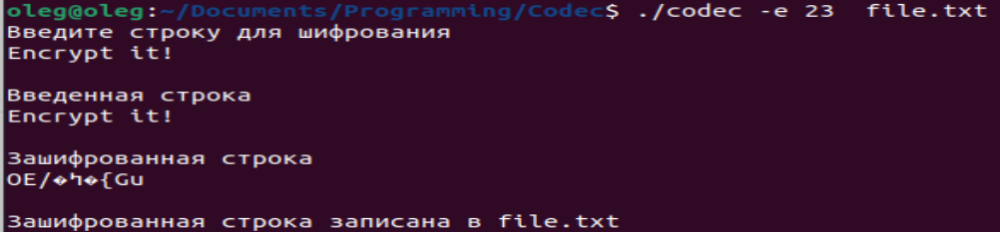 oleg@oleg:~/Documents/Programming/Codec$ ./codec -e 23  file.txt
Введите строку для шифрования
Encrypt it!
Введенная строка
Encrypt it!
Зашифрованная строка
OE/�ի�{Gu
Зашифрованная строка записана в file.txt